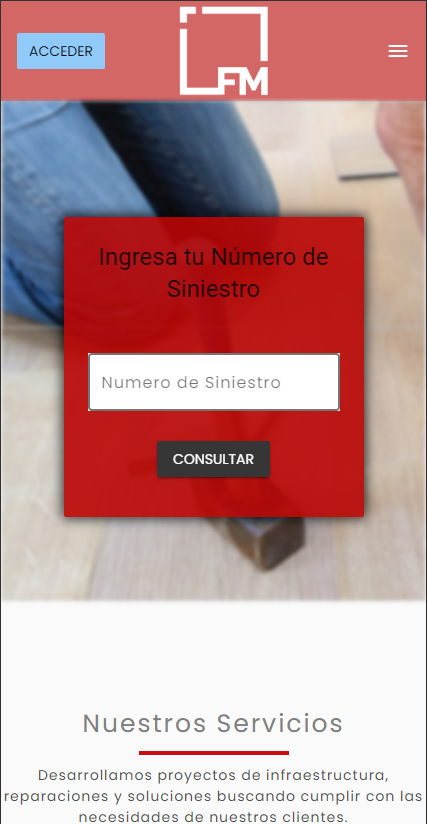 ACCEDER
FM
Ingresa tu Número de
Siniestro
Numero de Siniestro
CONSULTAR
Nuestros Servicios
Desarrollamos proyectos de infraestructura,
reparaciones y soluciones buscando cumplir con las
necesidades de nuestros clientes.